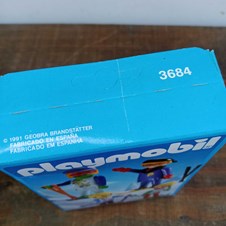 3684
© 1991 GEOBRA BRANDSTÄTTER
FABRICADO EN ESPAÑA
FABRICADO EM ESPANHA
playmobil